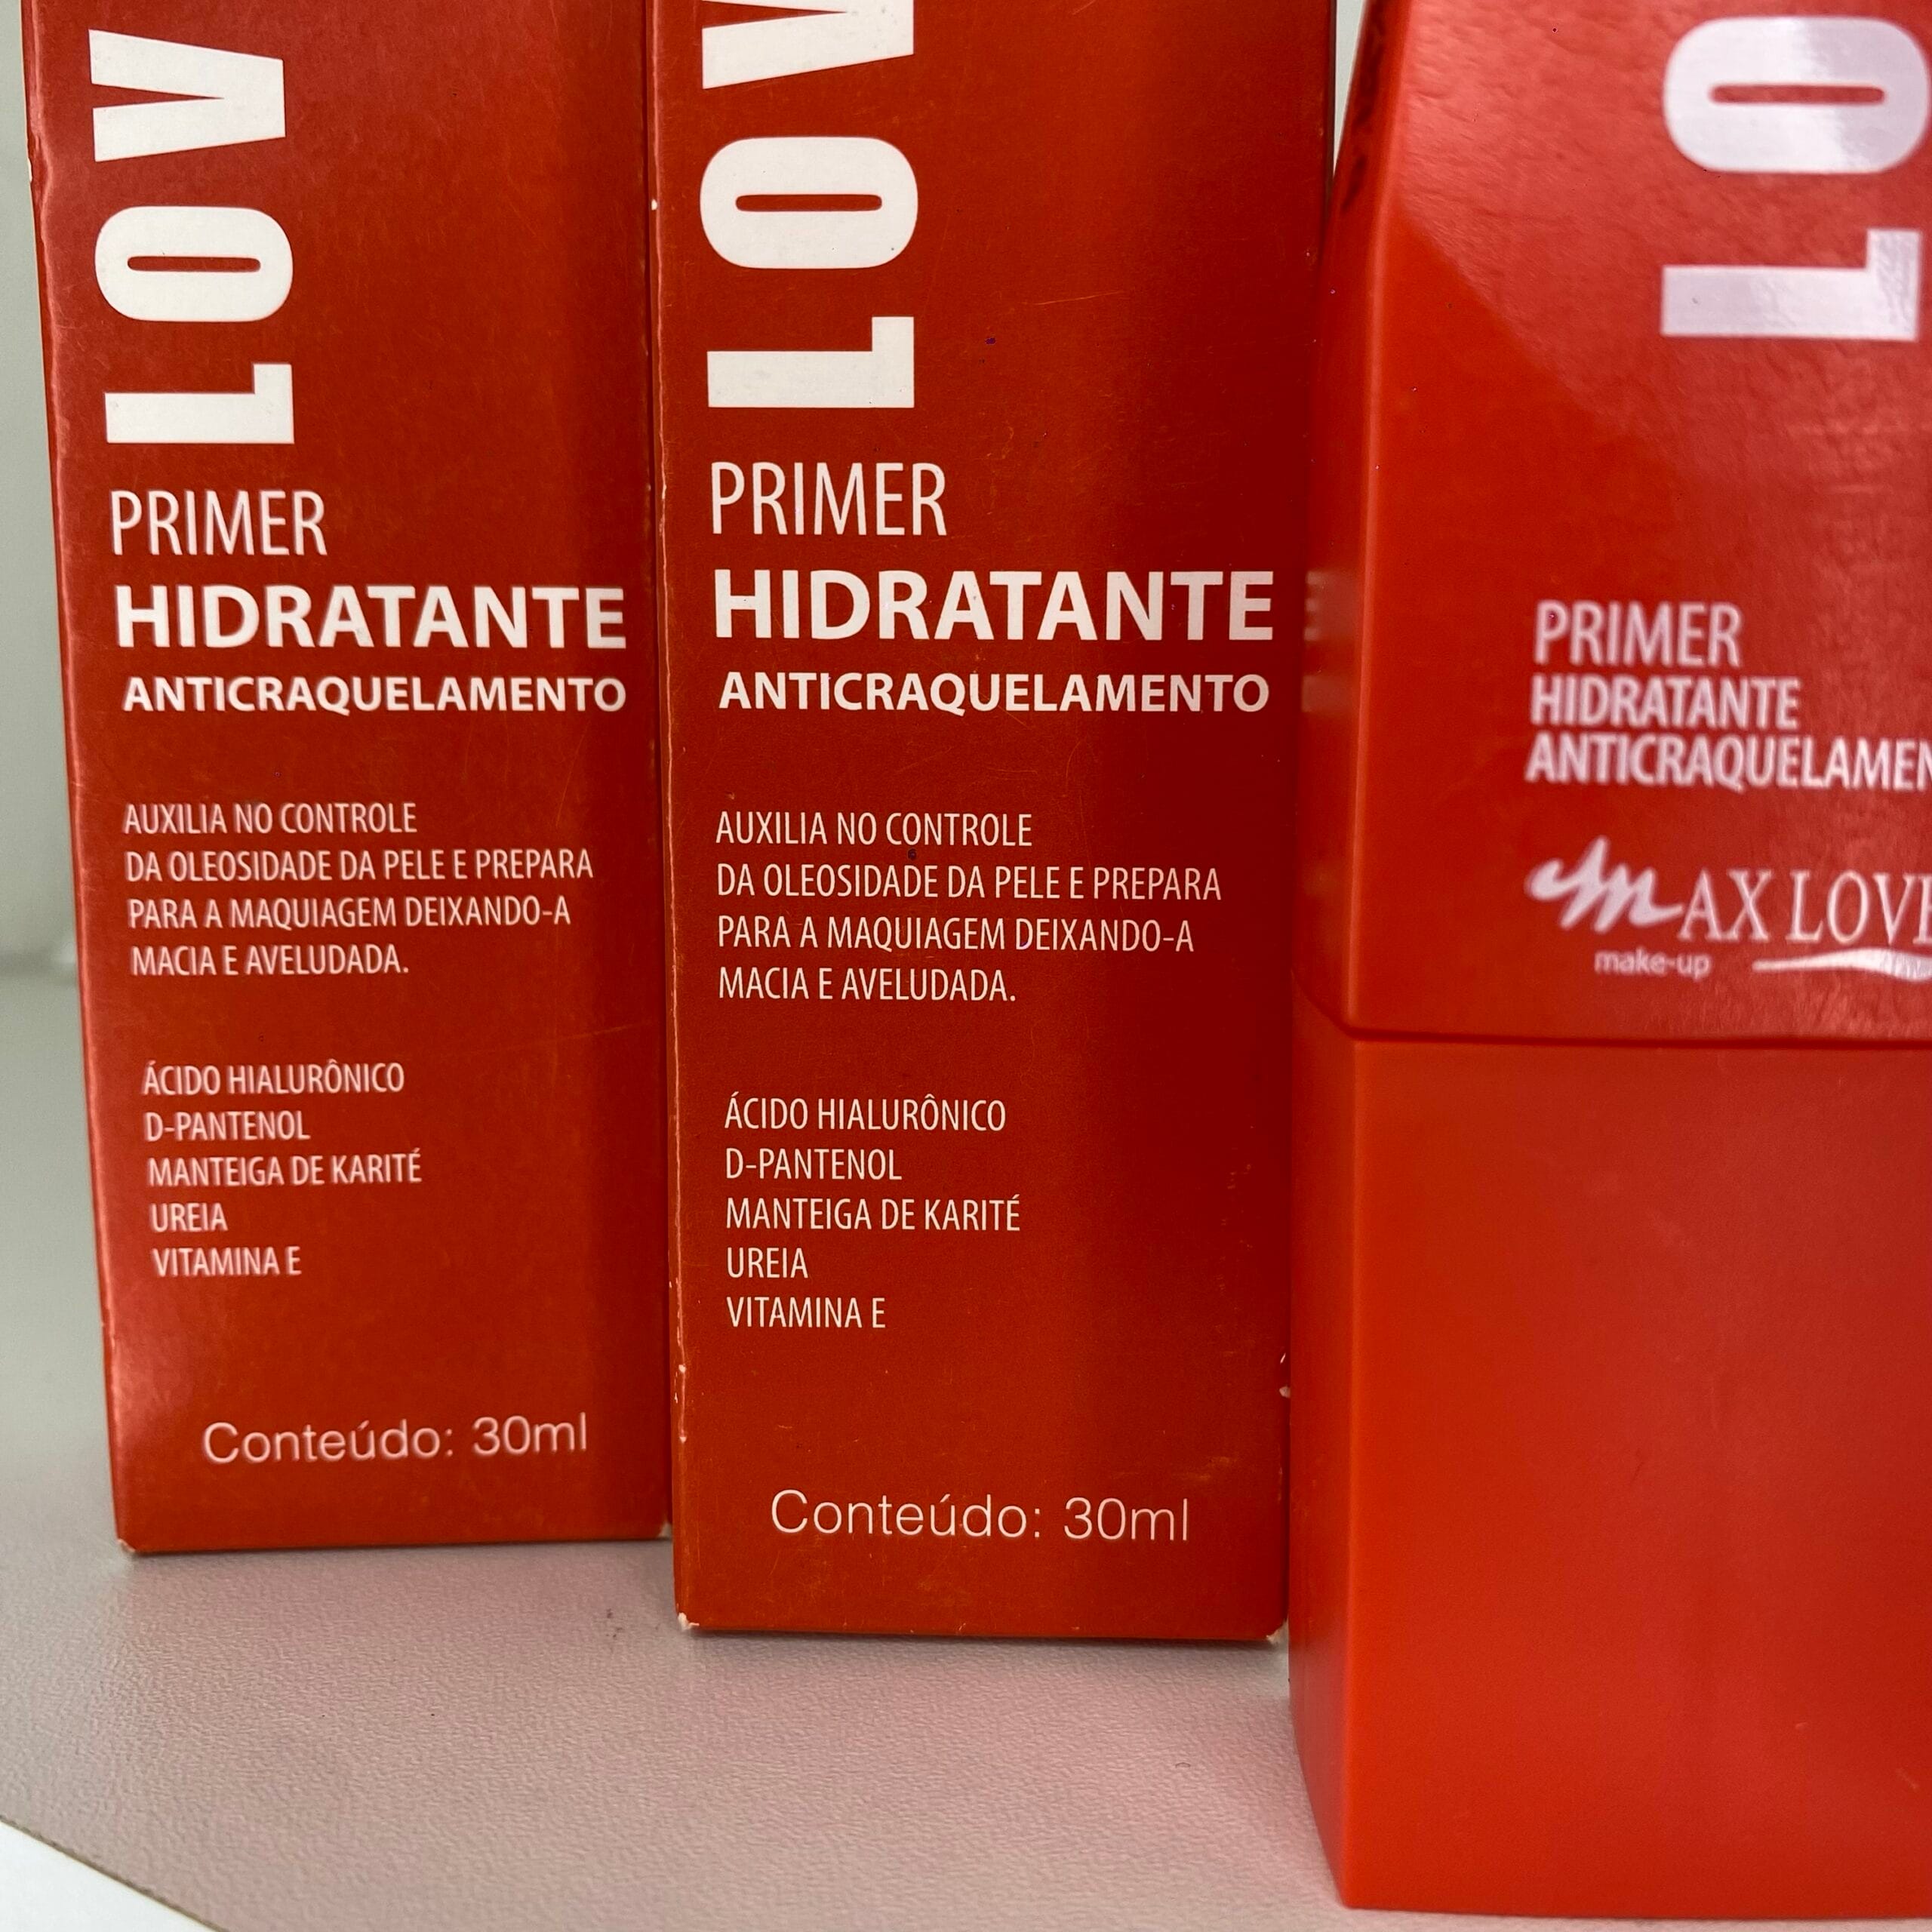 LOV
PRIMER
HIDRATANTE
ANTICRAQUELAMENTO
AUXILIA NO CONTROLE
DA OLEOSIDADE DA PELE E PREPARA
PARA A MAQUIAGEM DEIXANDO-A
MACIA E AVELUDADA.
ÁCIDO HIALURÔNICO
D-PANTENOL
MANTEIGA DE KARITÉ
UREIA
VITAMINA E
Conteúdo: 30ml
LOV
PRIMER
HIDRATANTE
ANTICRAQUELAMENTO
AUXILIA NO CONTROLE
DA OLEOSIDADE DA PELE E PREPARA
PARA A MAQUIAGEM DEIXANDO-A
MACIA E AVELUDADA.
ÁCIDO HIALURÔNICO
D-PANTENOL
MANTEIGA DE KARITÉ
UREIA
VITAMINA E
Conteúdo: 30ml
LO
PRIMER
HIDRATANTE
ANTICRAQUELAMEN
MAX LOVE
make-up